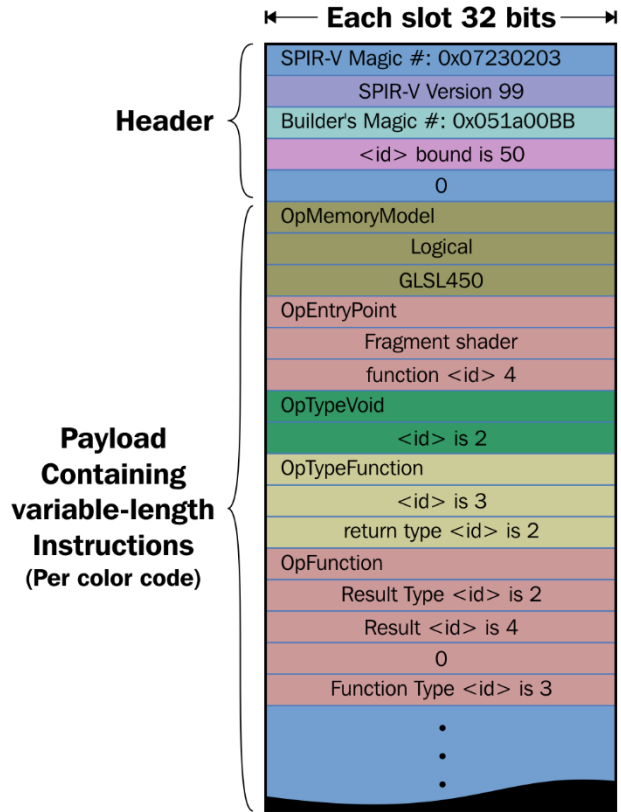 Each slot 32 bits
Header
SPIR-V Magic #: 0x07230203
SPIR-V Version 99
Builder's Magic #: 0x051a00BB
<id> bound is 50
0
Payload
Containing
variable-length
Instructions
(Per color code)
OpMemoryModel
Logical
GLSL450
OpEntryPoint
Fragment shader
function <id> 4
OpTypeVoid
<id> is 2
OpTypeFunction
<id> is 3
return type <id> is 2
OpFunction
Result Type <id> is 2
Result <id> is 4
0
Function Type <id> is 3